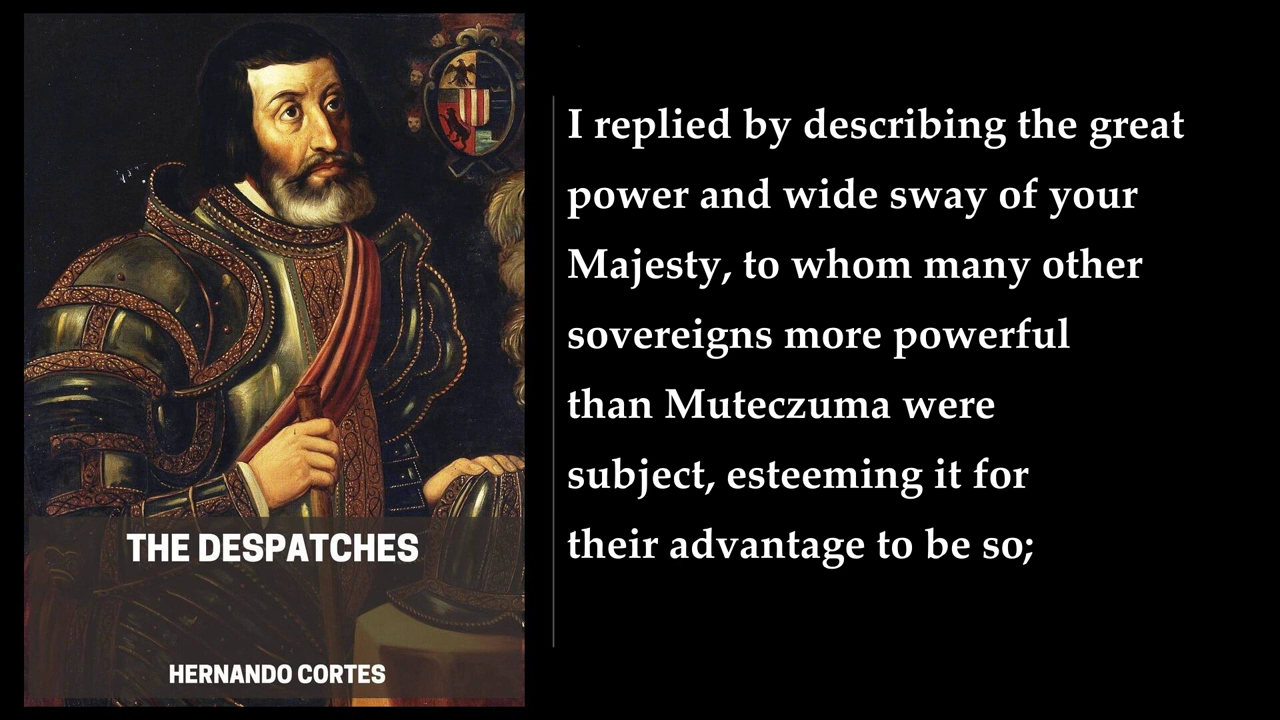 THE DESPATCHES
HERNANDO CORTES
I replied by describing the great
power and wide sway of your
Majesty, to whom many other
sovereigns more powerful
than Muteczuma were
subject, esteeming it for
their advantage to be so;